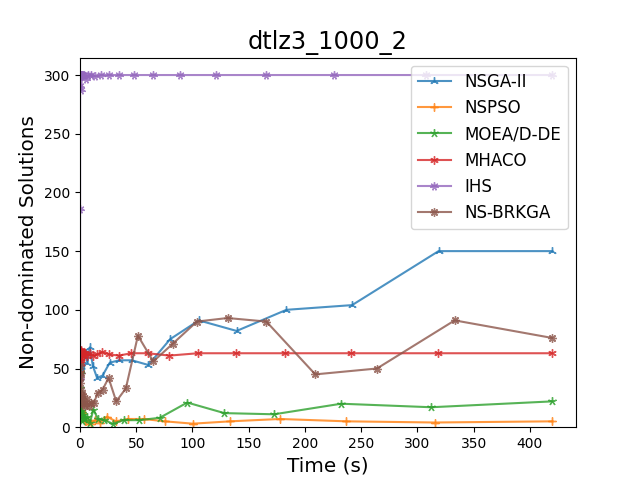 dtlz3_1000_2
Non-dominated Solutions
300
250
200
150
100
50
0
0 50 100 150 200 250 300 350 400
Time (s)
NSGA-II
NSPSO
MOEA/D-DE
MHACO
IHS
NS-BRKGA